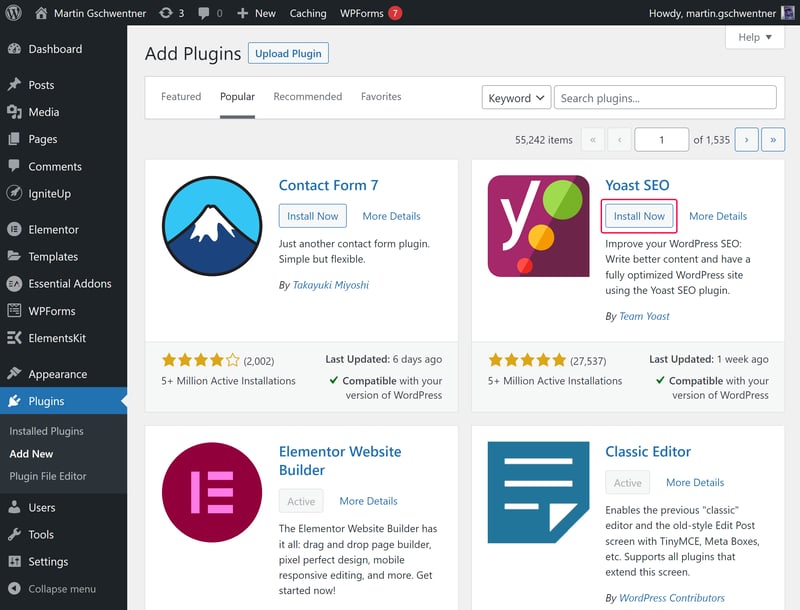 Martin Gschwentner 3 0 New Caching WPForms 7 Howdy, martin.gschwentner
Help
Dashboard
Posts
Media
Pages
Comments
IgniteUp
Elementor
Templates
Essential Addons
WPForms
ElementsKit
Appearance
Plugins
Installed Plugins
Add New
Plugin File Editor
Users
Tools
Settings
Collapse menu
Add Plugins Upload Plugin
Featured Popular Recommended Favorites Keyword Search plugins...
55,242 items « ‹ 1 of 1,535 › »
Contact Form 7
Install Now More Details
Just another contact form plugin.
Simple but flexible.
By Takayuki Miyoshi
(2,002)
5+ Million Active Installations
Last Updated: 6 days ago
Compatible with your
version of WordPress
y
Yoast SEO
Install Now More Details
Improve your WordPress SEO:
Write better content and have a
fully optimized WordPress site
using the Yoast SEO plugin.
By Team Yoast
(27,537)
5+ Million Active Installations
Last Updated: 1 week ago
Compatible with your
version of WordPress
Elementor Website
Builder
Active More Details
The Elementor Website Builder has
it all: drag and drop page builder,
pixel perfect design, mobile
responsive editing, and more. Get
started now!
Classic Editor
Active More Details
Enables the previous "classic"
editor and the old-style Edit Post
screen with TinyMCE, Meta Boxes,
etc. Supports all plugins that
extend this screen.
By WordPress Contributors